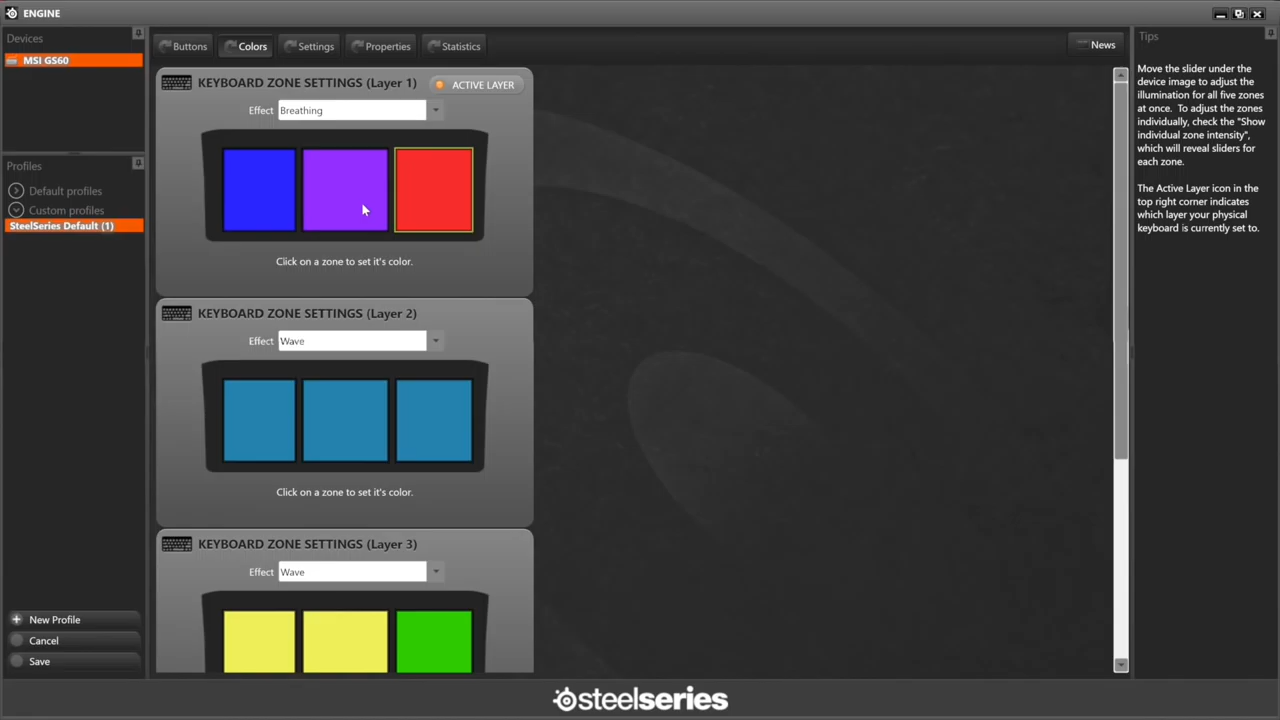 ENGINE
Devices
MSI GS60
Profiles
Default profiles
Custom profiles
SteelSeries Default (1)
New Profile
Cancel
Save
Buttons
Colors
Settings
Properties
Statistics
News
KEYBOARD ZONE SETTINGS (Layer 1)
ACTIVE LAYER
Effect
Breathing
Click on a zone to set it's color.
KEYBOARD ZONE SETTINGS (Layer 2)
Effect
Wave
Click on a zone to set it's color.
KEYBOARD ZONE SETTINGS (Layer 3)
Effect
Wave
Tips
Move the slider under the
device image to adjust the
illumination for all five zones
at once. To adjust the zones
individually, check the "Show
individual zone intensity",
which will reveal sliders for
each zone.
The Active Layer icon in the
top right corner indicates
which layer your physical
keyboard is currently set to.
steelseries